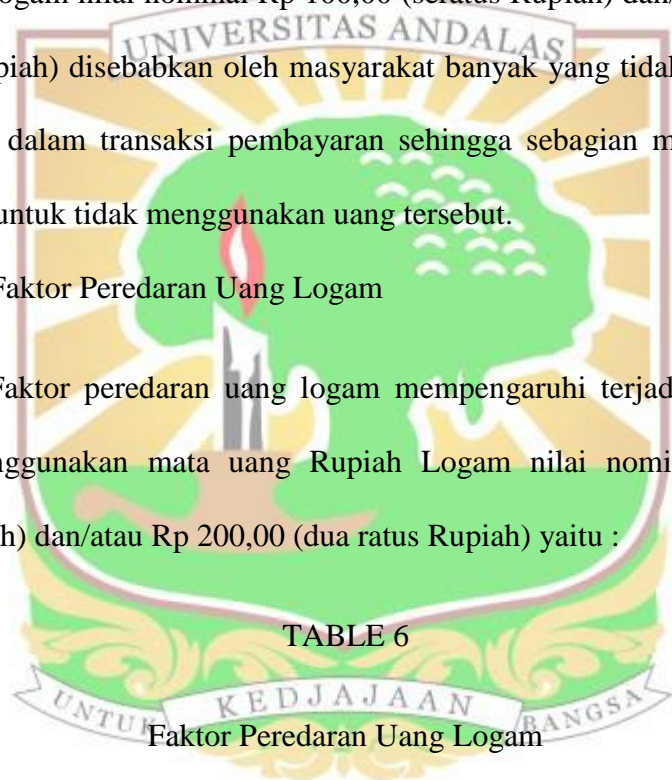 ogam nilai nominal Rp 100,00 (seratus Rupiah) dan/
UNIVERSITAS ANDALAS
piah) disebabkan oleh masyarakat banyak yang tidak
dalam transaksi pembayaran sehingga sebagian m
untuk tidak menggunakan uang tersebut.
Faktor Peredaran Uang Logam
Faktor peredaran uang logam mempengaruhi terjad
nggunakan mata uang Rupiah Logam nilai nomi
h) dan/atau Rp 200,00 (dua ratus Rupiah) yaitu :
TABLE 6
UNTUK KEDJAJAAN BANGSA
Faktor Peredaran Uang Logam